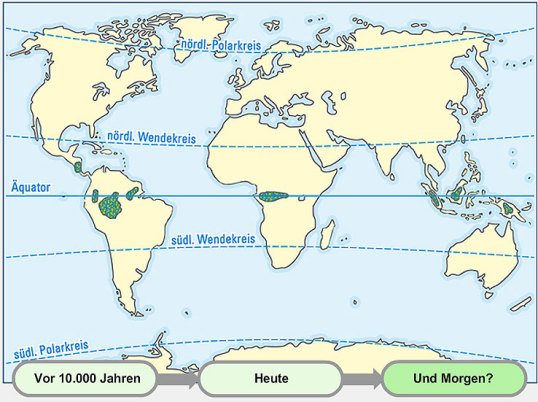 nördl. Polarkreis
nördl. Wendekreis
Äquator
südl. Wendekreis
südl. Polarkreis
Vor 10.000 Jahren
Heute
Und Morgen?